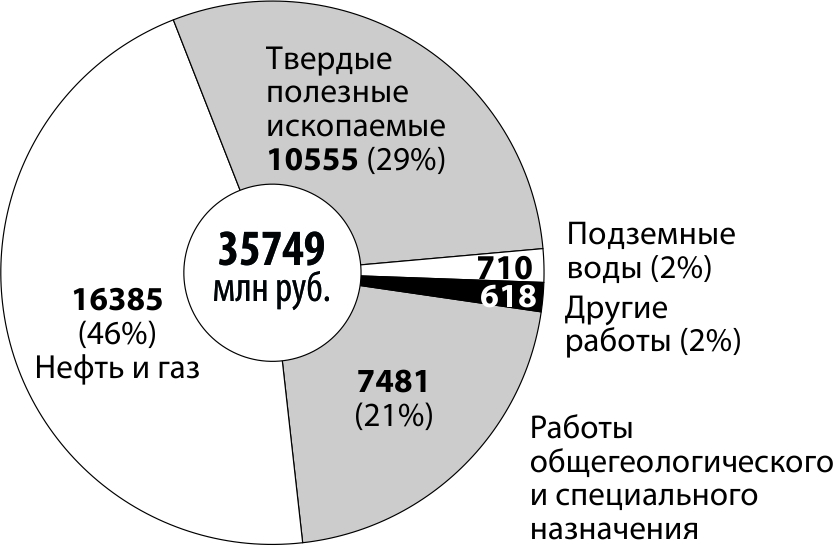 Твердые
полезные
ископаемые
10555 (29%)
35749
млн руб.
Подземные
воды (2%)
710
618
Другие
работы (2%)
16385
(46%)
Нефть и газ
7481
(21%)
Работы
общегеологического
и специального
назначения